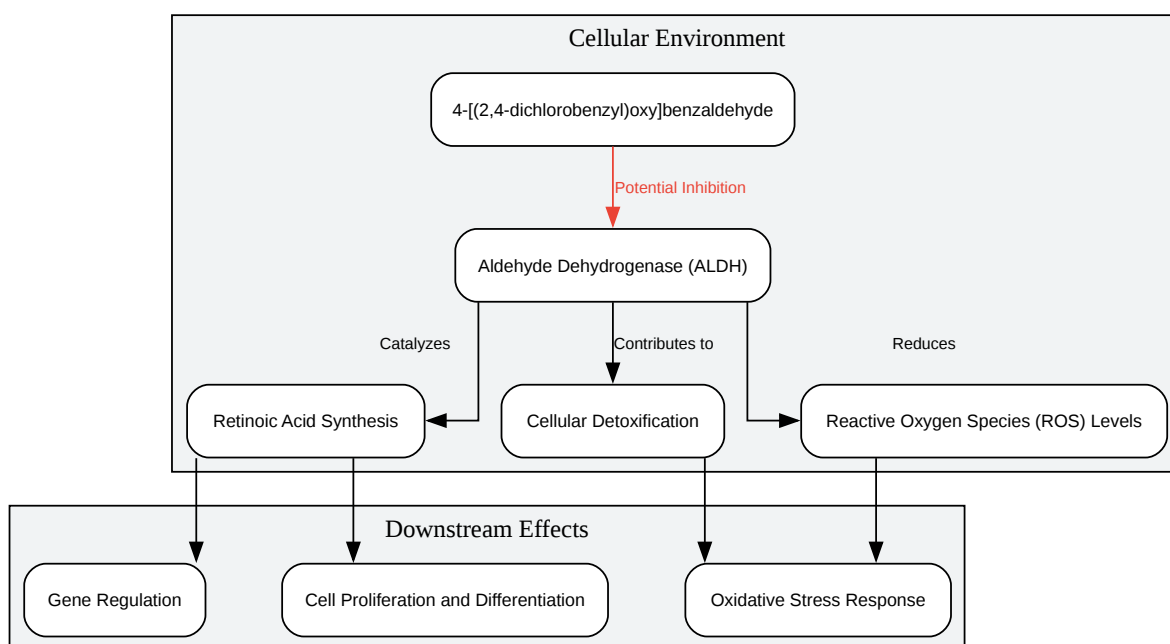 Cellular Environment
4-[(2,4-dichlorobenzyl)oxy]benzaldehyde
Potential Inhibition
Aldehyde Dehydrogenase (ALDH)
Catalyzes
Contributes to
Reduces
Retinoic Acid Synthesis
Cellular Detoxification
Reactive Oxygen Species (ROS) Levels
Downstream Effects
Gene Regulation
Cell Proliferation and Differentiation
Oxidative Stress Response